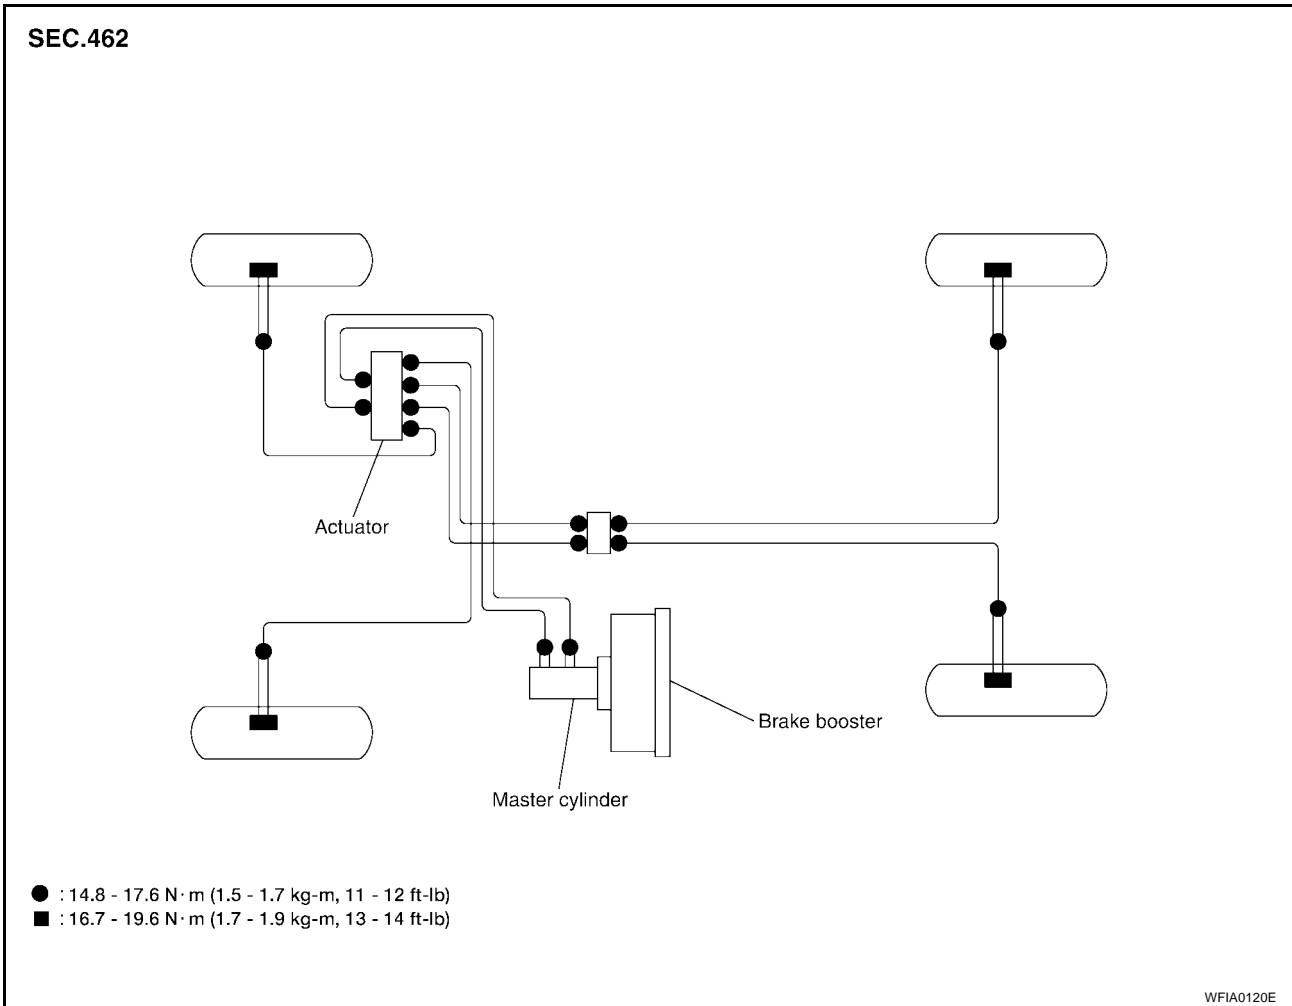 SEC.462
Actuator
Brake booster
Master cylinder
● : 14.8 - 17.6 N·m (1.5 - 1.7 kg-m, 11 - 12 ft-lb)
■ : 16.7 - 19.6 N·m (1.7 - 1.9 kg-m, 13 - 14 ft-lb)
WFIA0120E